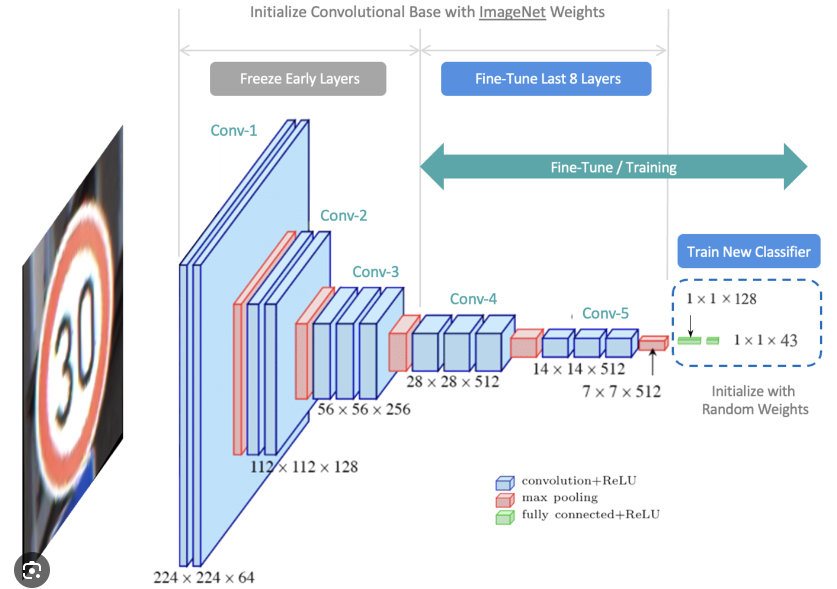 Initialize Convolutional Base with ImageNet Weights
Freeze Early Layers
Fine-Tune Last 8 Layers
Conv-1
Fine-Tune / Training
Conv-2
Train New Classifier
Conv-3
Conv-4
Conv-5
1 × 1 × 128
30
1 × 1 × 43
28 × 28 × 512
14 × 14 × 512
7 × 7 × 512
Initialize with
Random Weights
56 × 56 × 256
112 × 112 × 128
convolution+ReLU
max pooling
fully connected+ReLU
224 × 224 × 64